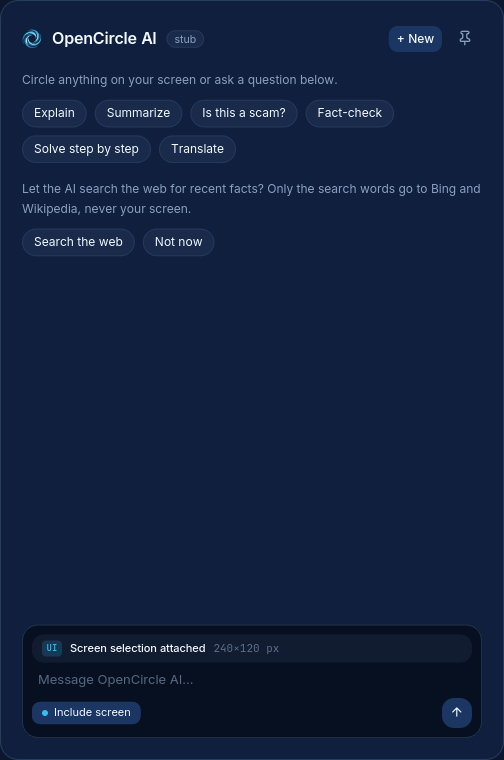 OpenCircle AI stub + New
Circle anything on your screen or ask a question below.
Explain Summarize Is this a scam? Fact-check
Solve step by step Translate
Let the AI search the web for recent facts? Only the search words go to Bing and
Wikipedia, never your screen.
Search the web Not now
UI Screen selection attached 240×120 px
Message OpenCircle AI...
Include screen